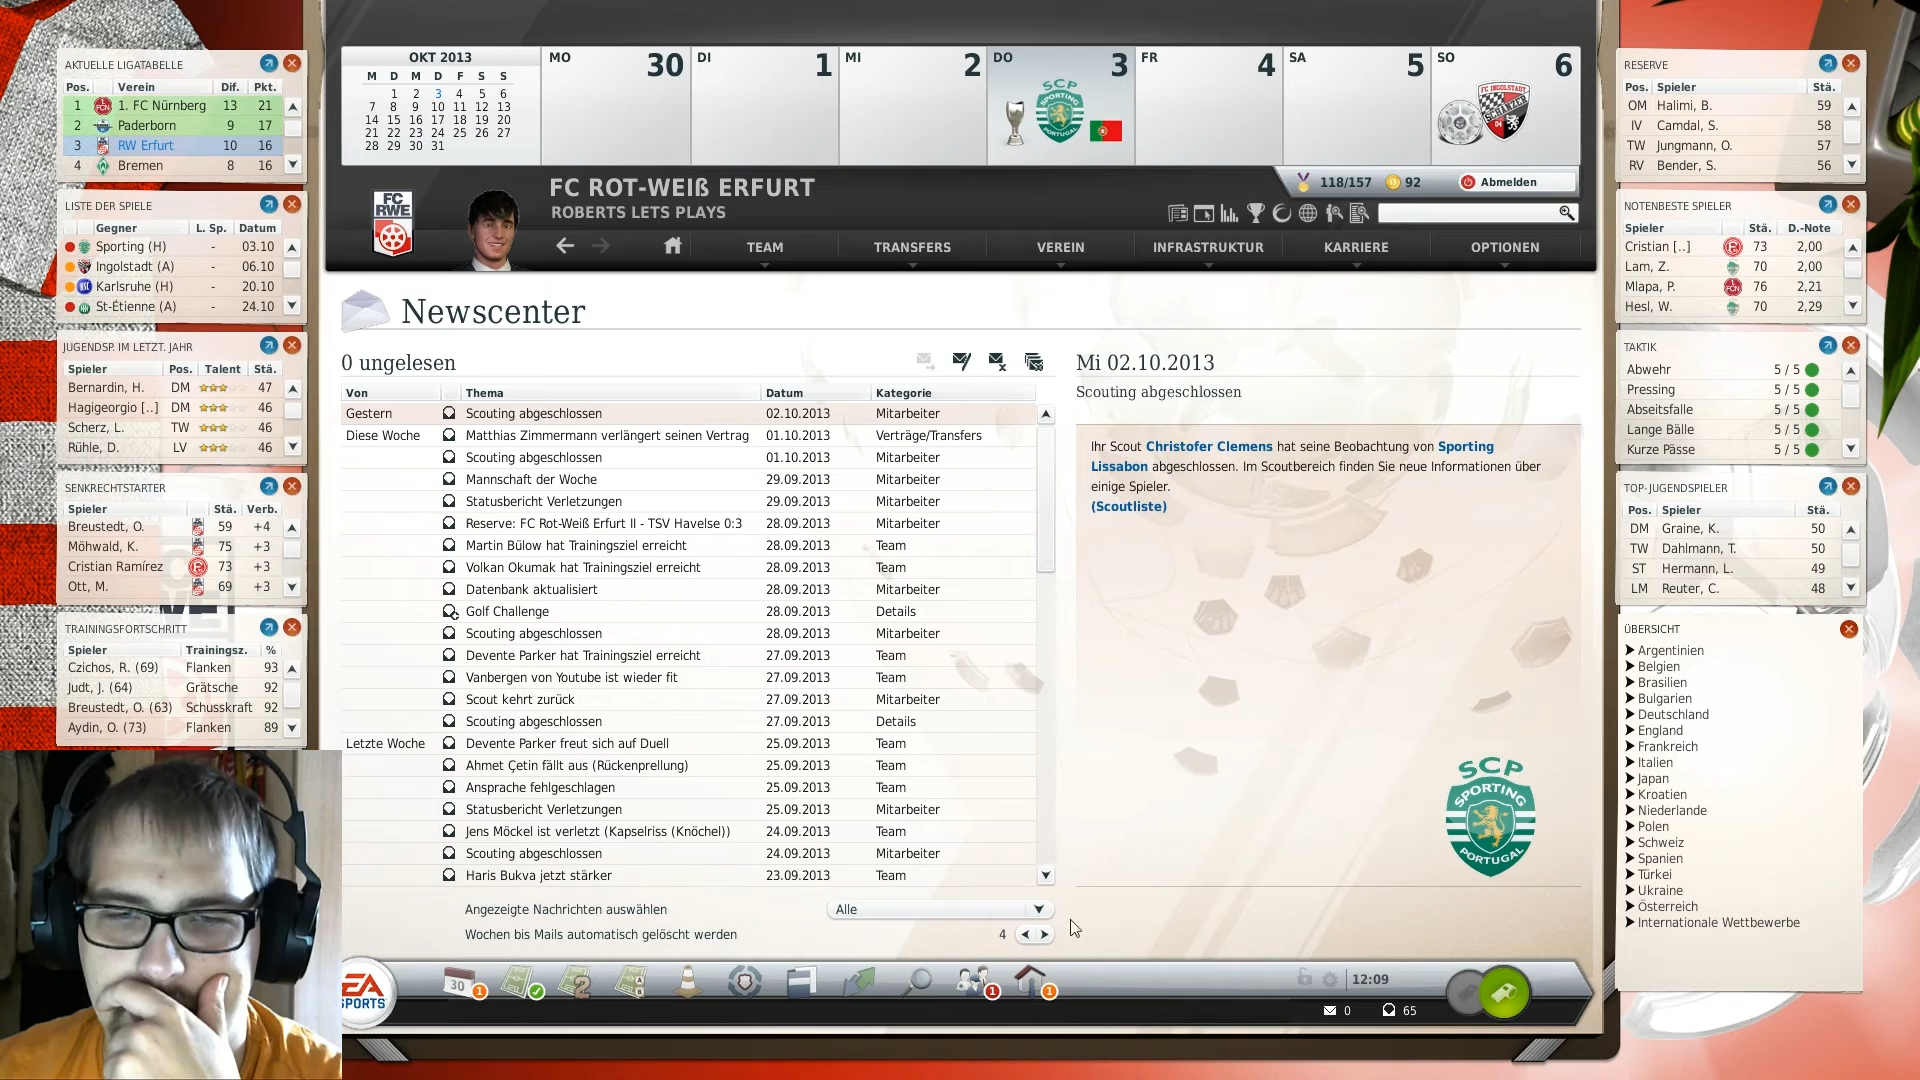 AKTUELLE LIGATABELLE
Pos. Verein Dif. Pkt.
1 1. FC Nürnberg 13 21
2 Paderborn 9 17
3 RW Erfurt 10 16
4 Bremen 8 16
LISTE DER SPIELE
Gegner L. Sp. Datum
Sporting (H) - 03.10
Ingolstadt (A) - 06.10
Karlsruhe (H) - 20.10
St-Étienne (A) - 24.10
JUGENDSP. IM LETZT. JAHR
Spieler Pos. Talent Stä.
Bernardin, H. DM 47
Hagigeorgio [..] DM 46
Scherz, L. TW 46
Rühle, D. LV 46
SENKRECHTSTARTER
Spieler Stä. Verb.
Breustedt, O. 59 +4
Möhwald, K. 75 +3
Cristian Ramírez 73 +3
Ott, M. 69 +3
TRAININGSFORTSCHRITT
Spieler Trainingsz. %
Czichos, R. (69) Flanken 93
Judt, J. (64) Grätsche 92
Breustedt, O. (63) Schusskraft 92
Aydin, O. (73) Flanken 89
OKT 2013
M D M D F S S
1 2 3 4 5 6
7 8 9 10 11 12 13
14 15 16 17 18 19 20
21 22 23 24 25 26 27
28 29 30 31
MO 30 DI 1 MI 2 DO 3 FR 4 SA 5 SO 6
SCP
SPORTING
PORTUGAL
FC INGOLSTADT
04
FC
RWE
FC ROT-WEIß ERFURT
ROBERTS LETS PLAYS
118/157 92 Abmelden
TEAM TRANSFERS VEREIN INFRASTRUKTUR KARRIERE OPTIONEN
Newscenter
0 ungelesen
Von Thema Datum Kategorie
Gestern Scouting abgeschlossen 02.10.2013 Mitarbeiter
Diese Woche Matthias Zimmermann verlängert seinen Vertrag 01.10.2013 Verträge/Transfers
Scouting abgeschlossen 01.10.2013 Mitarbeiter
Mannschaft der Woche 29.09.2013 Mitarbeiter
Statusbericht Verletzungen 29.09.2013 Mitarbeiter
Reserve: FC Rot-Weiß Erfurt II - TSV Havelse 0:3 28.09.2013 Mitarbeiter
Martin Bülow hat Trainingsziel erreicht 28.09.2013 Team
Volkan Okumak hat Trainingsziel erreicht 28.09.2013 Team
Datenbank aktualisiert 28.09.2013 Mitarbeiter
Golf Challenge 28.09.2013 Details
Scouting abgeschlossen 28.09.2013 Mitarbeiter
Devente Parker hat Trainingsziel erreicht 27.09.2013 Team
Vanbergen von Youtube ist wieder fit 27.09.2013 Team
Scout kehrt zurück 27.09.2013 Mitarbeiter
Scouting abgeschlossen 27.09.2013 Details
Letzte Woche Devente Parker freut sich auf Duell 25.09.2013 Team
Ahmet Çetin fällt aus (Rückenprellung) 25.09.2013 Team
Ansprache fehlgeschlagen 25.09.2013 Team
Statusbericht Verletzungen 25.09.2013 Mitarbeiter
Jens Möckel ist verletzt (Kapselriss (Knöchel)) 24.09.2013 Team
Scouting abgeschlossen 24.09.2013 Mitarbeiter
Haris Bukva jetzt stärker 23.09.2013 Team
Angezeigte Nachrichten auswählen Alle
Wochen bis Mails automatisch gelöscht werden 4
Mi 02.10.2013
Scouting abgeschlossen
Ihr Scout Christofer Clemens hat seine Beobachtung von Sporting
Lissabon abgeschlossen. Im Scoutbereich finden Sie neue Informationen über
einige Spieler.
(Scoutliste)
SCP
SPORTING
PORTUGAL
EA
SPORTS
30 1 2 1 1
12:09
0 65
RESERVE
Pos. Spieler Stä.
OM Halimi, B. 59
IV Camdal, S. 58
TW Jungmann, O. 57
RV Bender, S. 56
NOTENBESTE SPIELER
Spieler Stä. D.-Note
Cristian [..] 73 2,00
Lam, Z. 70 2,00
Mlapa, P. 76 2,21
Hesl, W. 70 2,29
TAKTIK
Abwehr 5 / 5
Pressing 5 / 5
Abseitsfalle 5 / 5
Lange Bälle 5 / 5
Kurze Pässe 5 / 5
TOP-JUGENDSPIELER
Pos. Spieler Stä.
DM Graine, K. 50
TW Dahlmann, T. 50
ST Hermann, L. 49
LM Reuter, C. 48
ÜBERSICHT
Argentinien
Belgien
Brasilien
Bulgarien
Deutschland
England
Frankreich
Italien
Japan
Kroatien
Niederlande
Polen
Schweiz
Spanien
Türkei
Ukraine
Österreich
Internationale Wettbewerbe